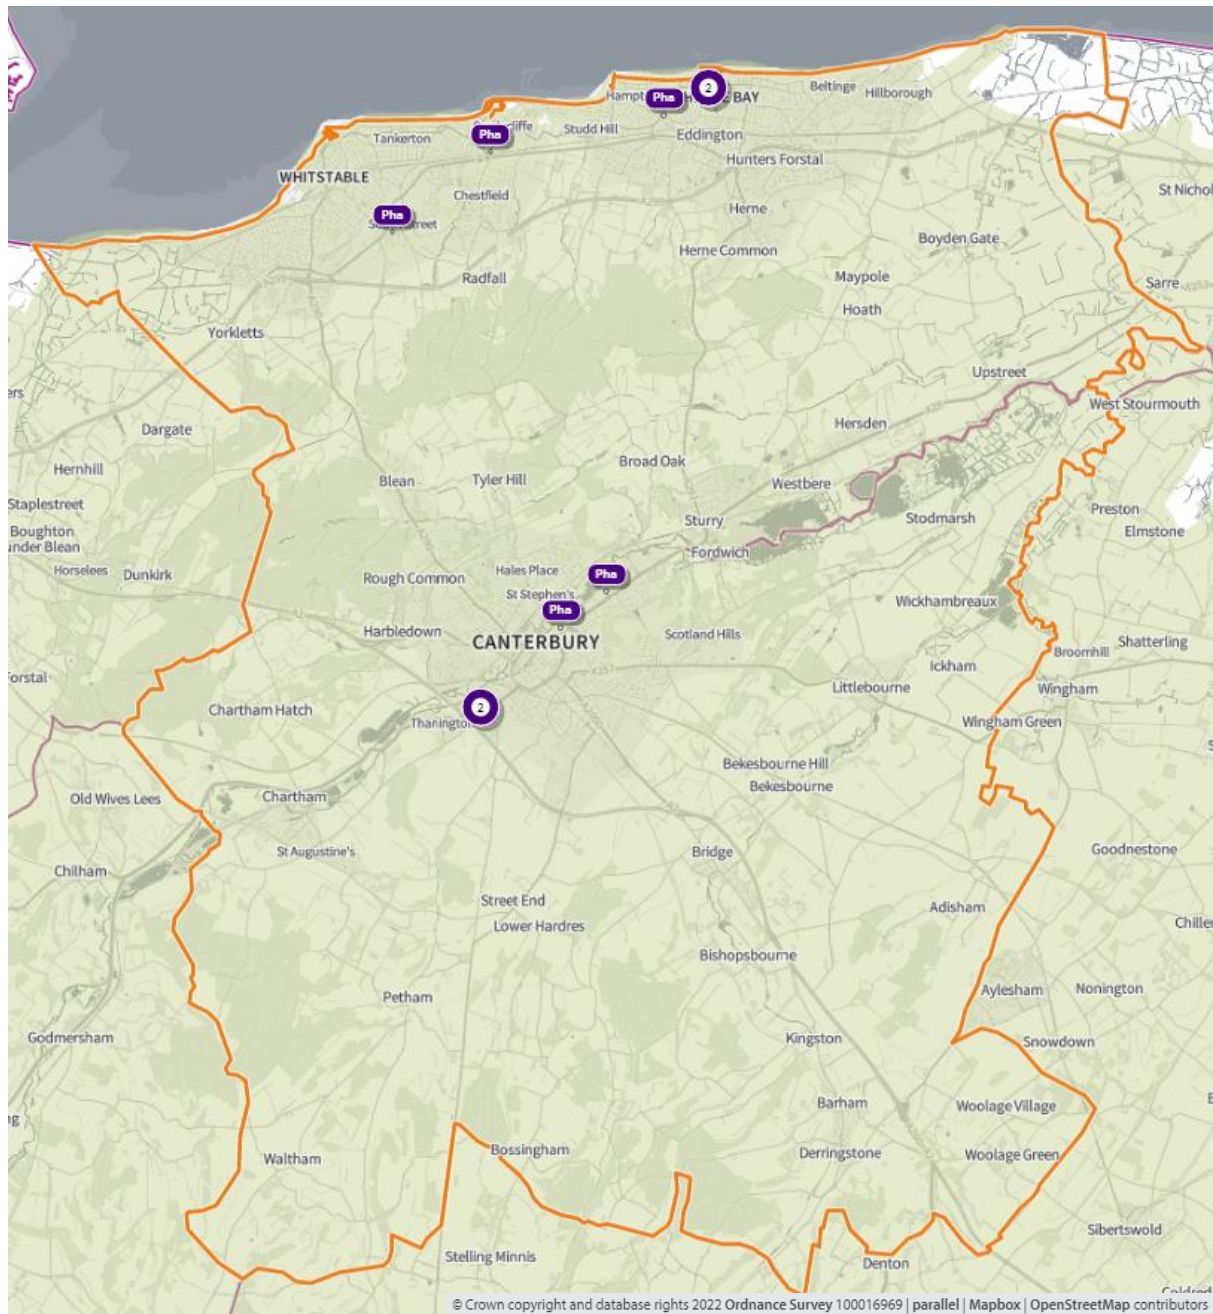 2
Pha
Beltinge
Hillborough
Pha
Studd Hill
Eddington
Tankerton
Hunters Forstal
WHITSTABLE
St Nichol
Chestfield
Herne
Pha
Boyden Gate
Herne Common
Radfall
Maypole
Sarre
Hoath
Yorkletts
Upstreet
ers
West Stourmouth
Dargate
Hersden
Hernhill
Broad Oak
Blean
Tyler Hill
Westbere
Staplestreet
Preston
Sturry
Stodmarsh
Boughton
under Blean
Elmstone
Fordwich
Horselees
Dunkirk
Hales Place
Pha
Rough Common
St Stephen's
Wickhambreaux
Pha
Harbledown
CANTERBURY
Scotland Hills
Shatterling
Broomhill
Ickham
Forstal
Littlebourne
Wingham
Chartham Hatch
2
Wingham Green
Bekesbourne Hill
Bekesbourne
Old Wives Lees
Chartham
St Augustine's
Bridge
Goodnestone
Chilham
Street End
Adisham
Lower Hardres
Chiller
Bishopsbourne
Petham
Aylesham
Nonington
Godmersham
Kingston
Snowdown
Barham
Woolage Village
Waltham
Bossingham
Derringstone
Woolage Green
Sibertswold
Stelling Minnis
Denton
© Crown copyright and database rights 2022 Ordnance Survey 100016969 | parallel | Mapbox | OpenStreetMap contributors